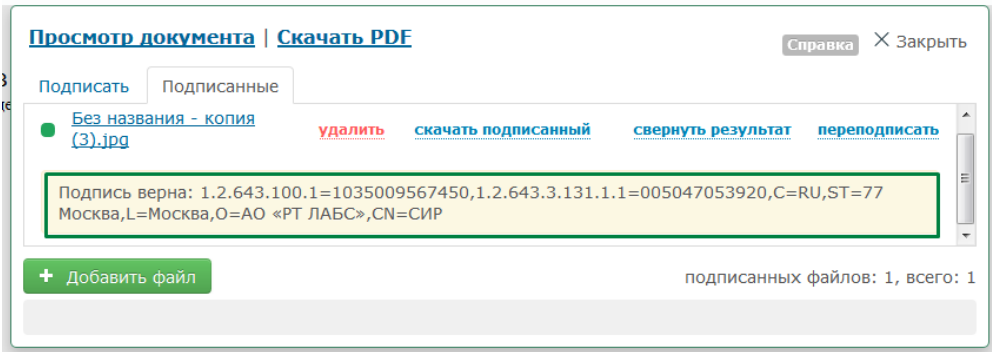 Просмотр документа | Скачать PDF
Справка × Закрыть
Подписать Подписанные
Без названия - копия
(3).jpg
удалить скачать подписанный свернуть результат переподписать
Подпись верна: 1.2.643.100.1=1035009567450,1.2.643.3.131.1.1=005047053920,C=RU,ST=77
Москва,L=Москва,O=АО «РТ ЛАБС»,CN=СИР
+ Добавить файл
подписанных файлов: 1, всего: 1